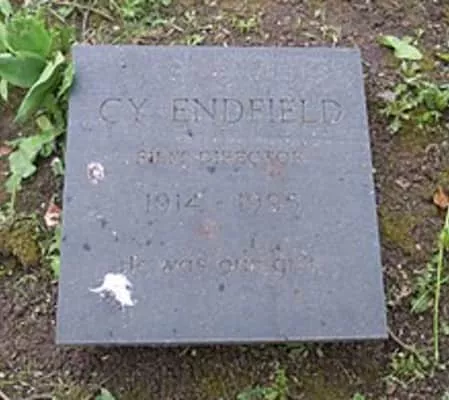 CY ENDFIELD
FILM DIRECTOR
1914 - 1995
He was our gift